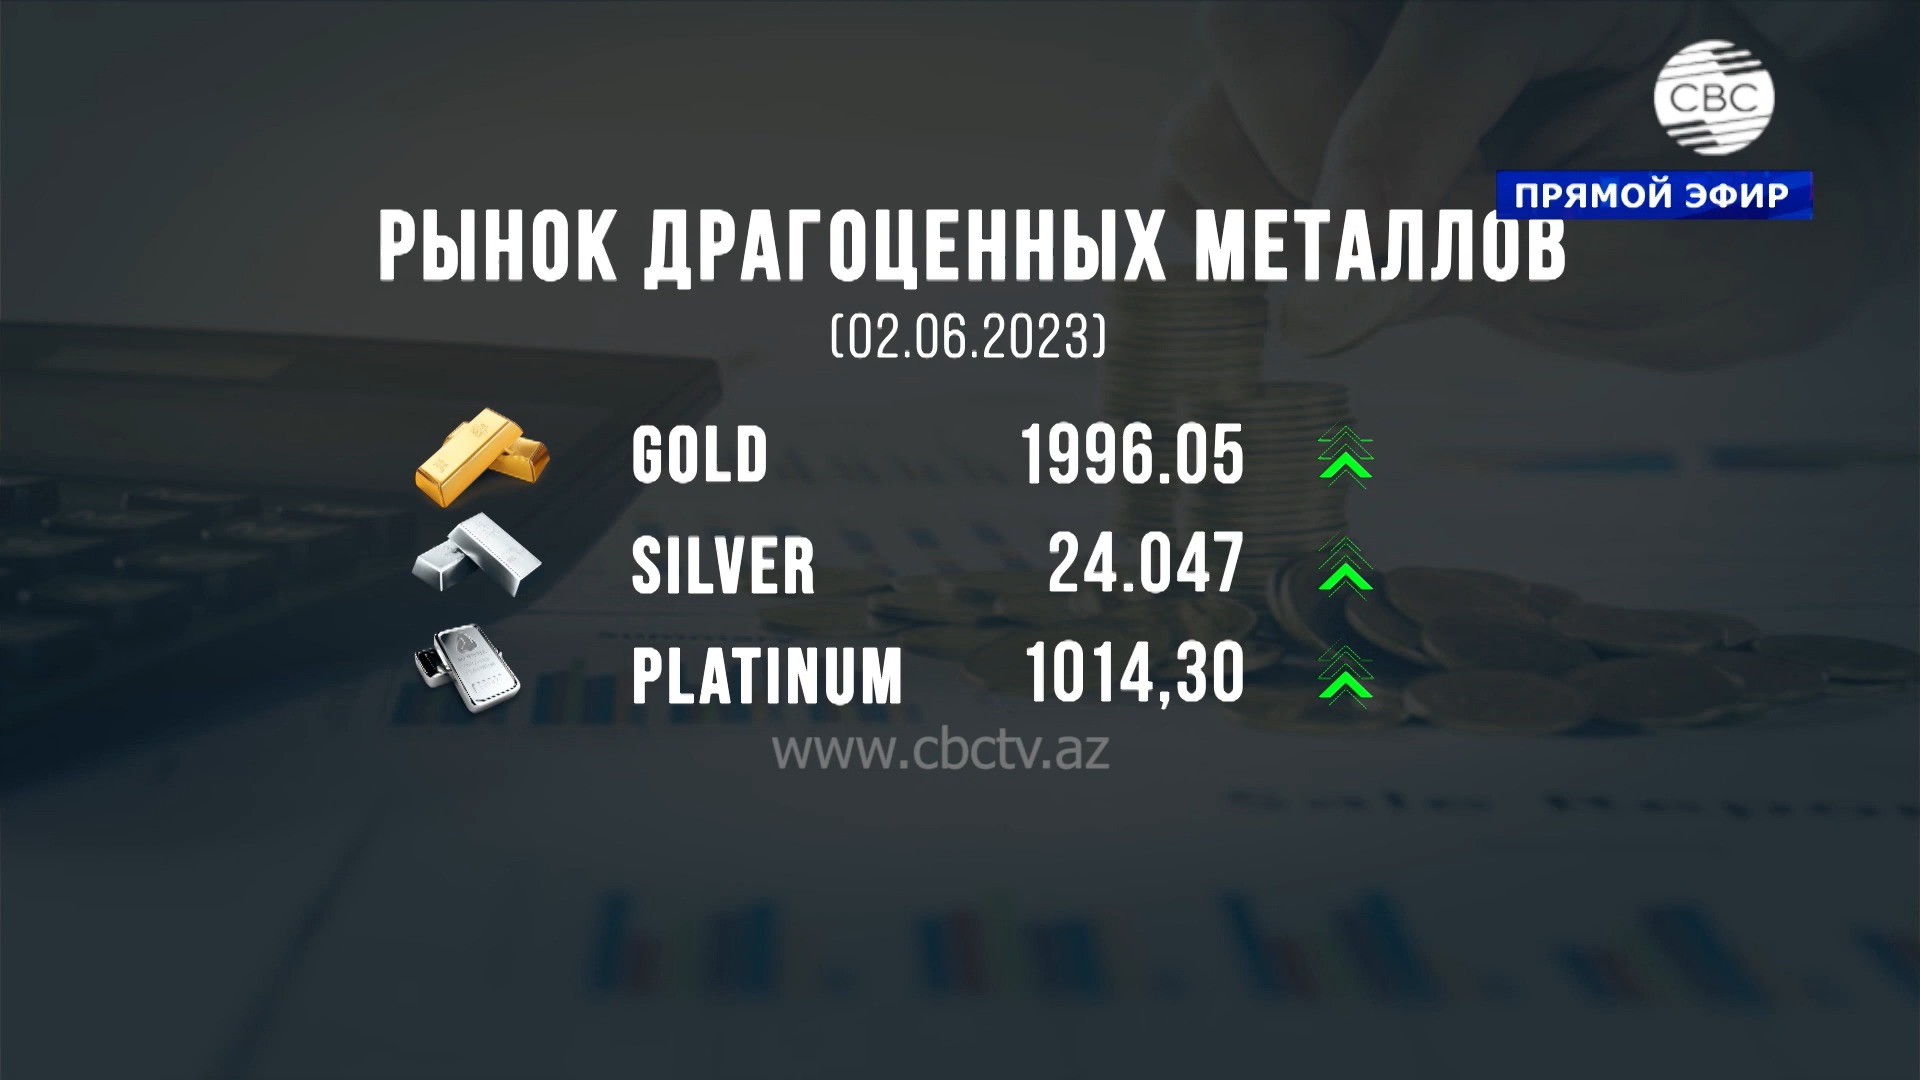 CBC
ПРЯМОЙ ЭФИР
РЫНОК ДРАГОЦЕННЫХ МЕТАЛЛОВ
(02.06.2023)
GOLD 1996.05
SILVER 24.047
PLATINUM 1014,30
www.cbctv.az